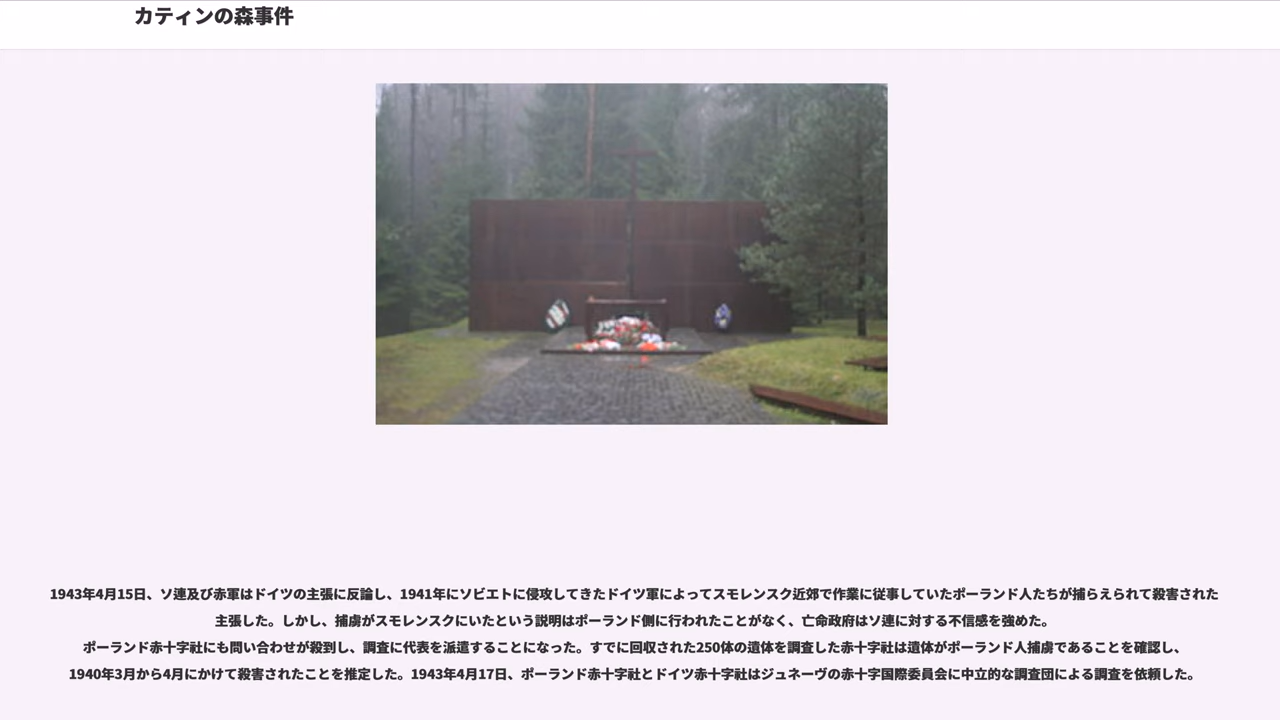 カティンの森事件
1943年4月15日、ソ連及び赤軍はドイツの主張に反論し、1941年にソビエトに侵攻してきたドイツ軍によってスモレンスク近郊で作業に従事していたポーランド人たちが捕らえられて殺害された
主張した。しかし、捕虜がスモレンスクにいたという説明はポーランド側に行われたことがなく、亡命政府はソ連に対する不信感を強めた。
ポーランド赤十字社にも問い合わせが殺到し、調査に代表を派遣することになった。すでに回収された250体の遺体を調査した赤十字社は遺体がポーランド人捕虜であることを確認し、
1940年3月から4月にかけて殺害されたことを推定した。1943年4月17日、ポーランド赤十字社とドイツ赤十字社はジュネーヴの赤十字国際委員会に中立的な調査団による調査を依頼した。